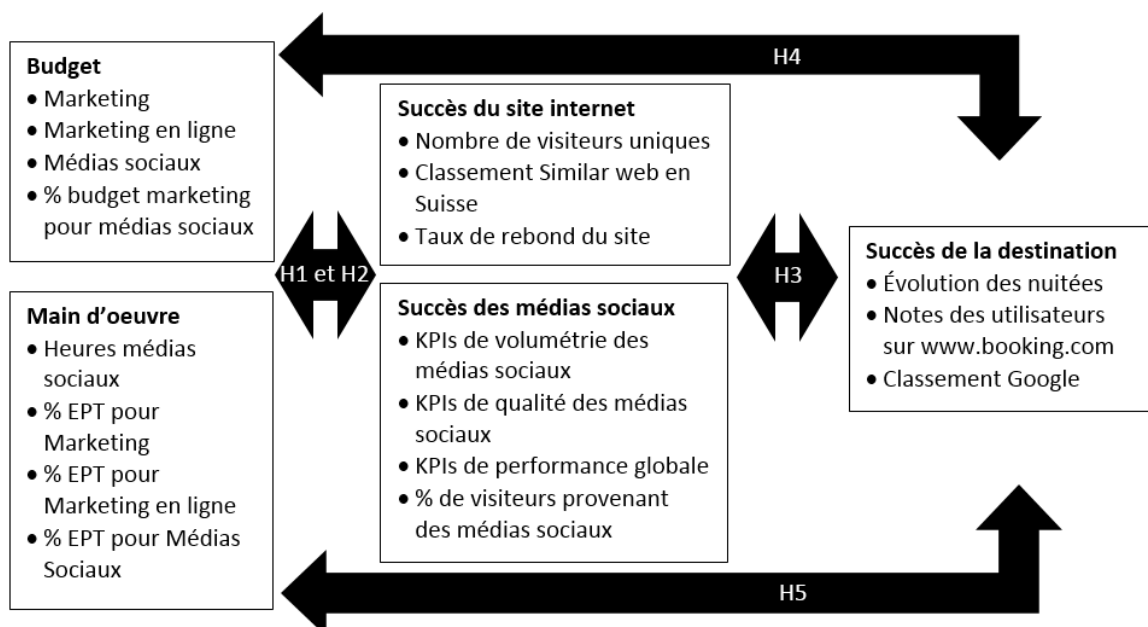 H4
Budget
• Marketing
• Marketing en ligne
• Médias sociaux
• % budget marketing
pour médias sociaux
Main d’oeuvre
• Heures médias
sociaux
• % EPT pour
Marketing
• % EPT pour
Marketing en ligne
• % EPT pour Médias
Sociaux
H1 et H2
Succès du site internet
• Nombre de visiteurs uniques
• Classement Similar web en
Suisse
• Taux de rebond du site
Succès des médias sociaux
• KPIs de volumétrie des
médias sociaux
• KPIs de qualité des médias
sociaux
• KPIs de performance globale
• % de visiteurs provenant
des médias sociaux
H3
Succès de la destination
• Évolution des nuitées
• Notes des utilisateurs
sur www.booking.com
• Classement Google
H5